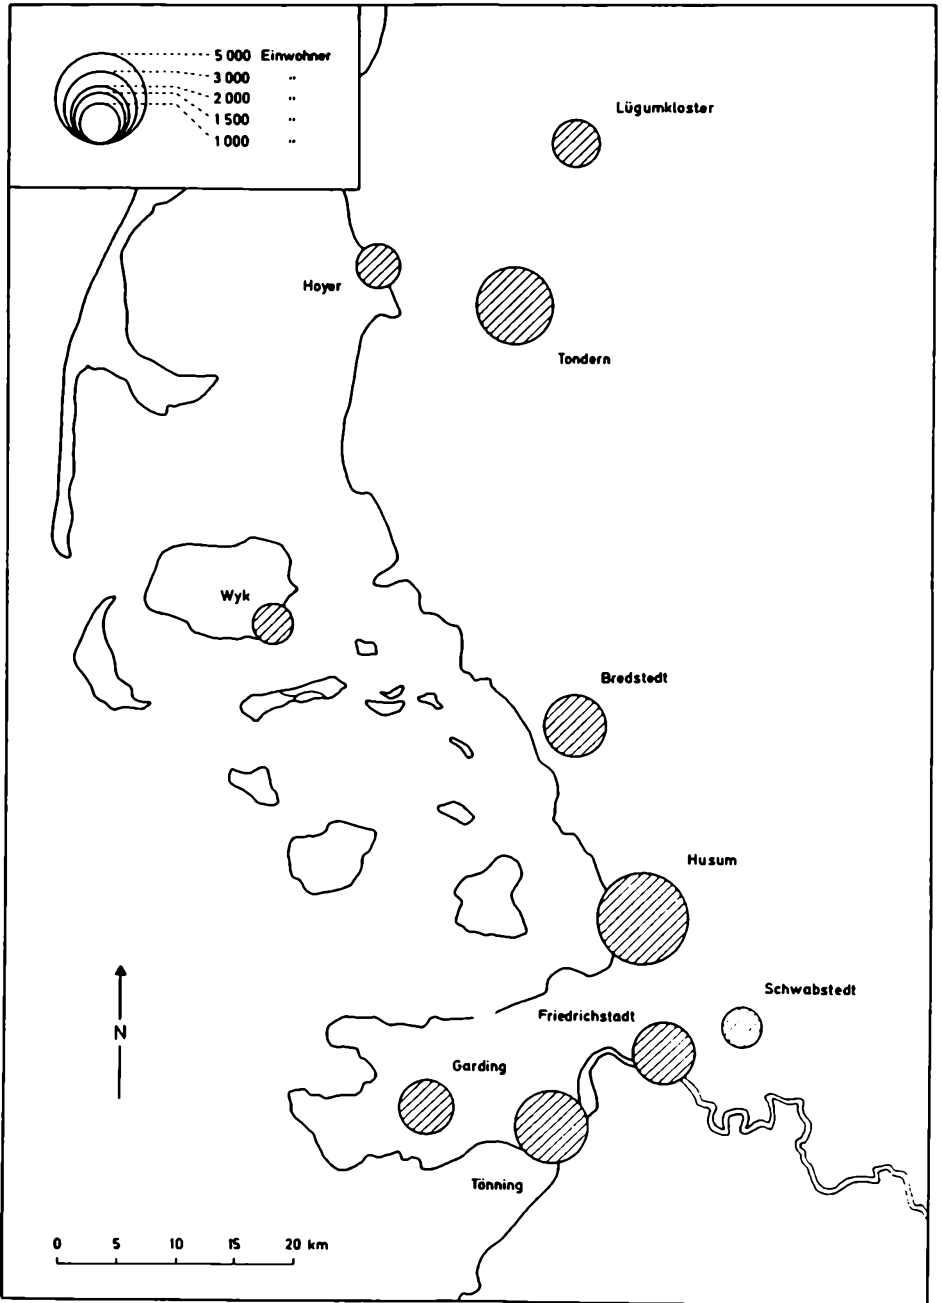 5 000 Einwohner
3 000 "
2 000 "
1 500 "
1 000 "
Lügumkloster
Hoyer
Tondern
Wyk
Bredstedt
Husum
Schwabstedt
Friedrichstadt
N
Garding
Tönning
0 5 10 15 20 km